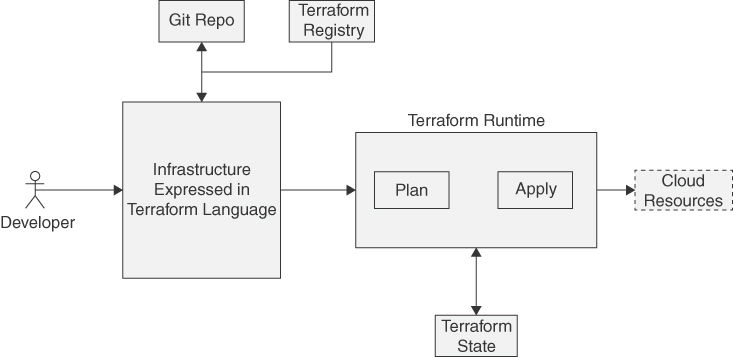 Git Repo
Terraform
Registry
Terraform Runtime
Infrastructure
Expressed in
Terraform Language
Plan
Apply
Cloud
Resources
Developer
Terraform
State